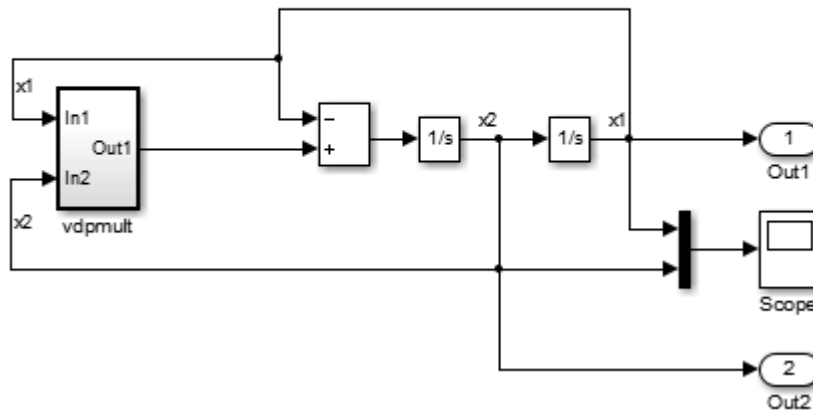 x1
In1
Out1
In2
x2
vdpmult
−
+
1/s
x2
1/s
x1
1
Out1
Scope
2
Out2